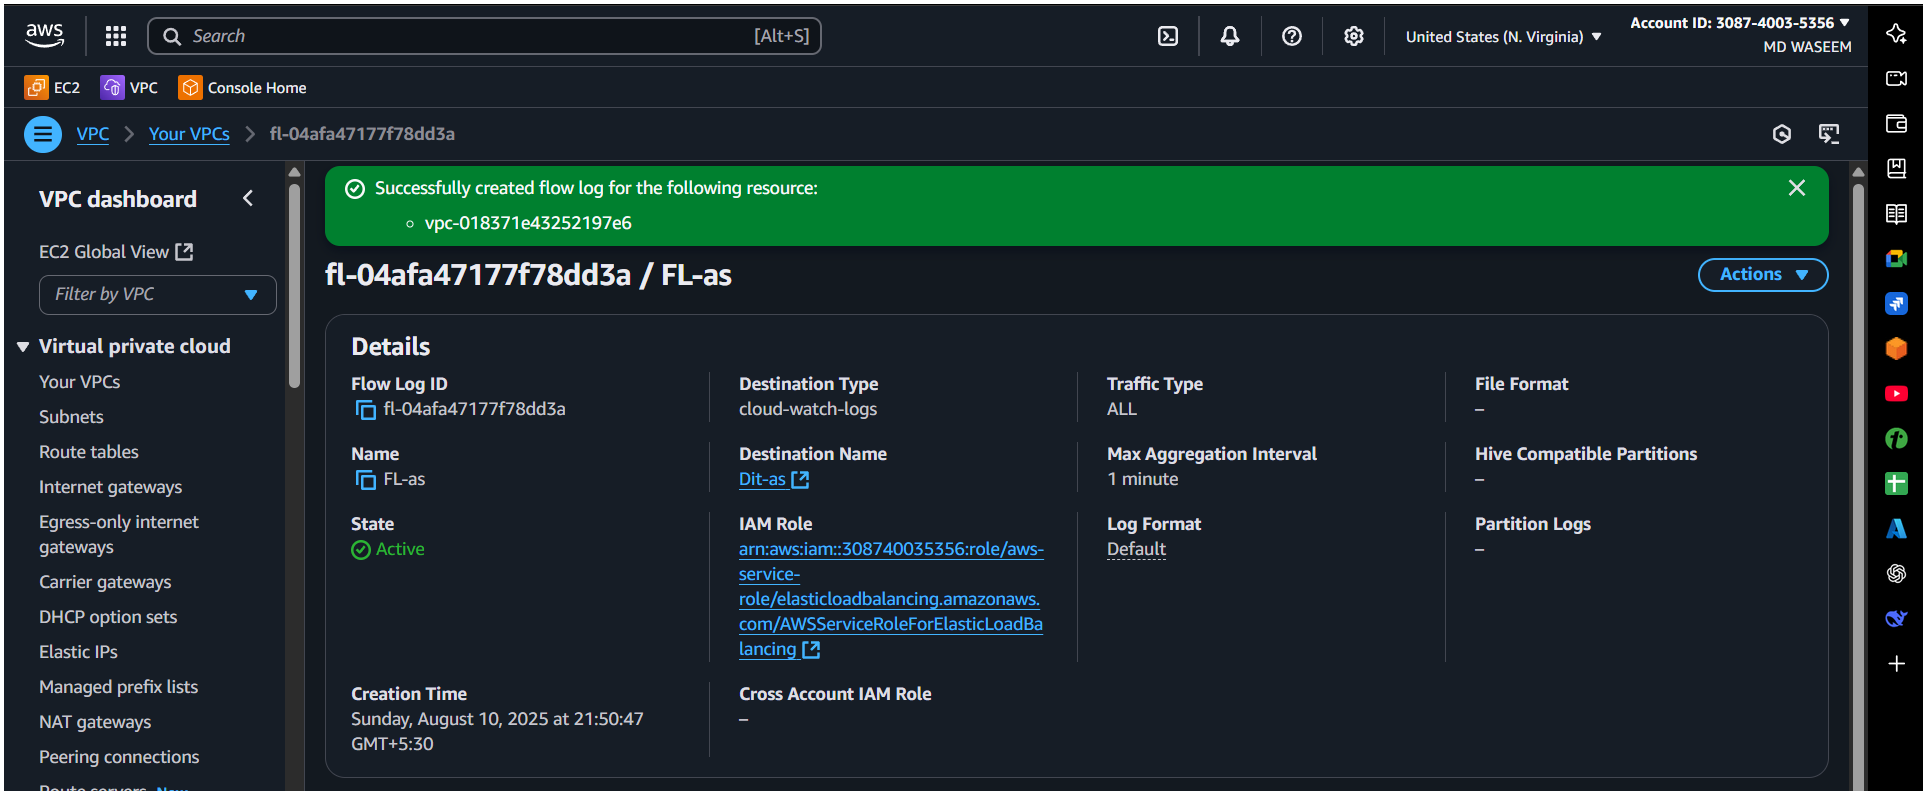 aws
Search
[Alt+S]
United States (N. Virginia)
Account ID: 3087-4003-5356
MD WASEEM
EC2
VPC
Console Home
VPC
Your VPCs
fl-04afa47177f78dd3a
VPC dashboard
EC2 Global View
Filter by VPC
Virtual private cloud
Your VPCs
Subnets
Route tables
Internet gateways
Egress-only internet
gateways
Carrier gateways
DHCP option sets
Elastic IPs
Managed prefix lists
NAT gateways
Peering connections
Route servers New
Successfully created flow log for the following resource:
vpc-018371e43252197e6
fl-04afa47177f78dd3a / FL-as
Actions
Details
Flow Log ID
fl-04afa47177f78dd3a
Destination Type
cloud-watch-logs
Traffic Type
ALL
File Format
–
Name
FL-as
Destination Name
Dit-as
Max Aggregation Interval
1 minute
Hive Compatible Partitions
–
State
Active
IAM Role
arn:aws:iam::308740035356:role/aws-
service-
role/elasticloadbalancing.amazonaws.
com/AWSServiceRoleForElasticLoadBa
lancing
Log Format
Default
Partition Logs
–
Creation Time
Sunday, August 10, 2025 at 21:50:47
GMT+5:30
Cross Account IAM Role
–